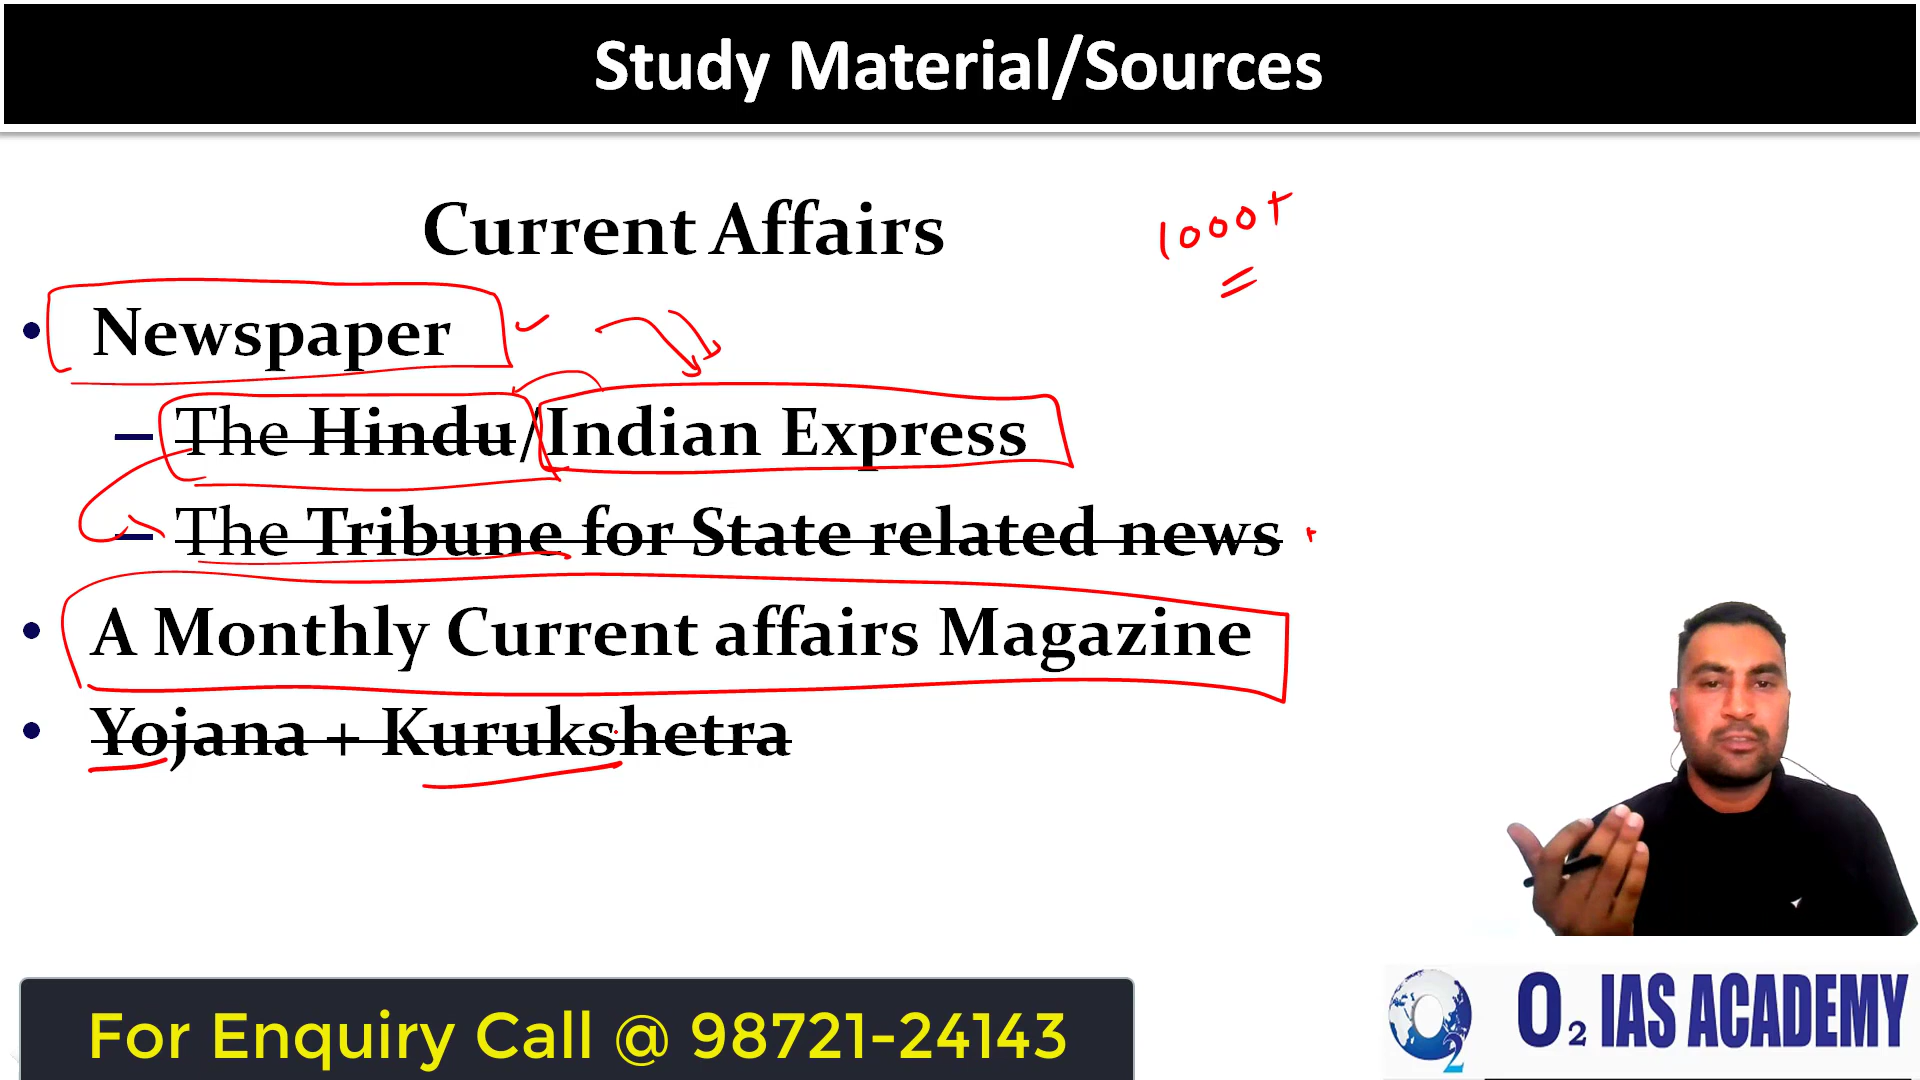 Study Material/Sources
Current Affairs
1000+
• Newspaper
– The Hindu/Indian Express
– The Tribune for State related news
• A Monthly Current affairs Magazine
• Yojana + Kurukshetra
For Enquiry Call @ 98721-24143
O2
O2 IAS ACADEMY